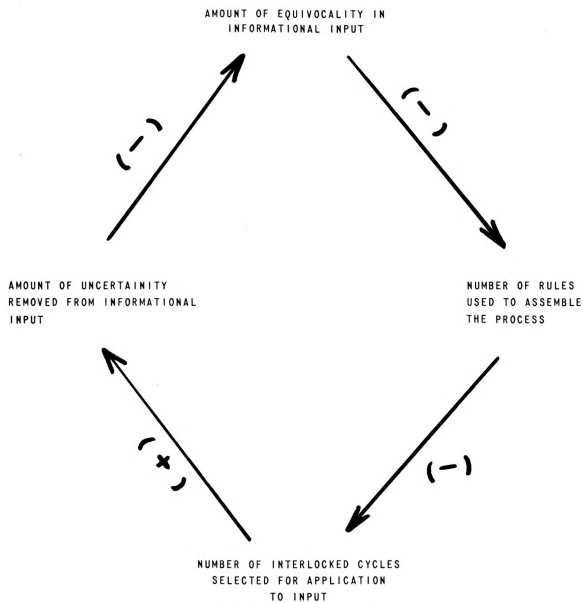 AMOUNT OF EQUIVOCALITY IN
INFORMATIONAL INPUT
(-)
(-)
AMOUNT OF UNCERTAINITY
REMOVED FROM INFORMATIONAL
INPUT
NUMBER OF RULES
USED TO ASSEMBLE
THE PROCESS
(+)
(-)
NUMBER OF INTERLOCKED CYCLES
SELECTED FOR APPLICATION
TO INPUT